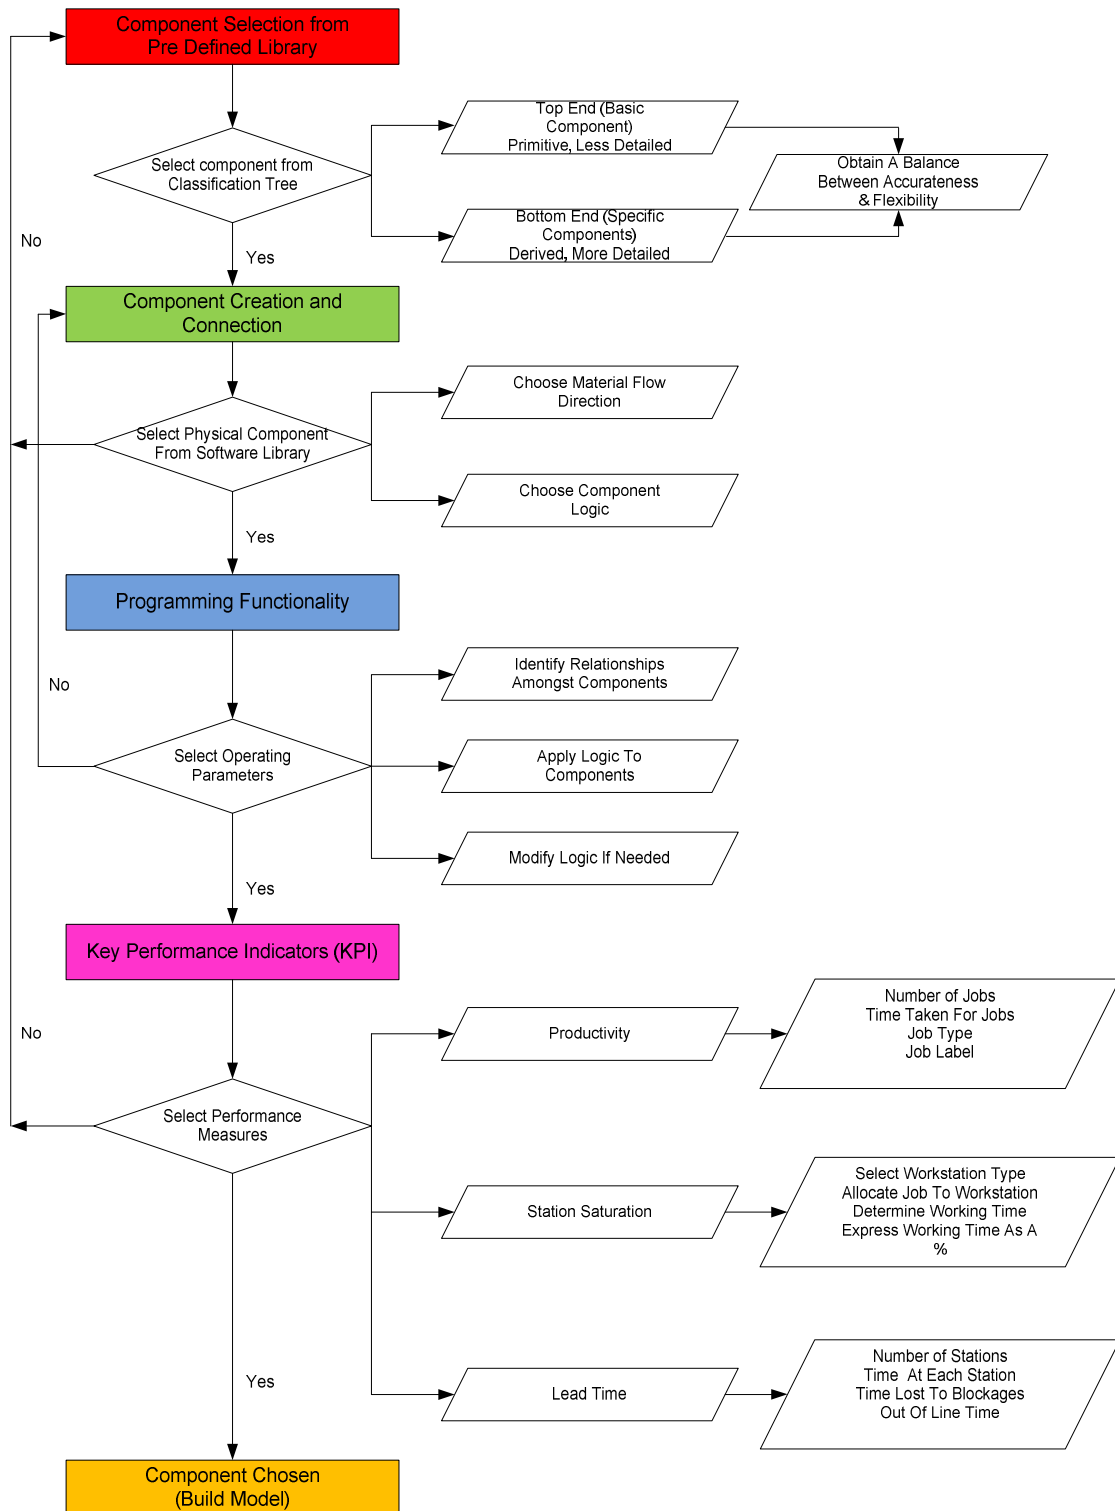 Component Selection from
Pre Defined Library
Select component from
Classification Tree
Top End (Basic
Component)
Primitive, Less Detailed
Obtain A Balance
Between Accurateness
& Flexibility
Bottom End (Specific
Components)
Derived, More Detailed
No
Yes
Component Creation and
Connection
Select Physical Component
From Software Library
Choose Material Flow
Direction
Choose Component
Logic
Yes
Programming Functionality
No
Select Operating
Parameters
Identify Relationships
Amongst Components
Apply Logic To
Components
Modify Logic If Needed
Yes
Key Performance Indicators (KPI)
No
Select Performance
Measures
Productivity
Number of Jobs
Time Taken For Jobs
Job Type
Job Label
Station Saturation
Select Workstation Type
Allocate Job To Workstation
Determine Working Time
Express Working Time As A
%
Lead Time
Number of Stations
Time At Each Station
Time Lost To Blockages
Out Of Line Time
Yes
Component Chosen
(Build Model)